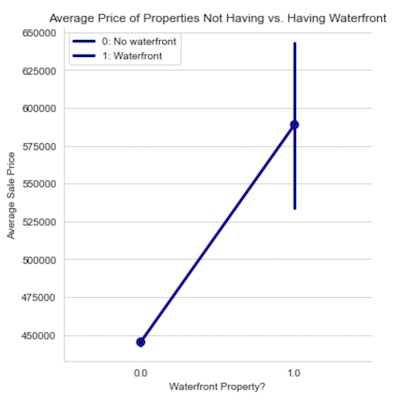 Average Price of Properties Not Having vs. Having Waterfront
0: No waterfront
1: Waterfront
650000
625000
600000
575000
550000
525000
500000
475000
450000
Average Sale Price
0.0
1.0
Waterfront Property?